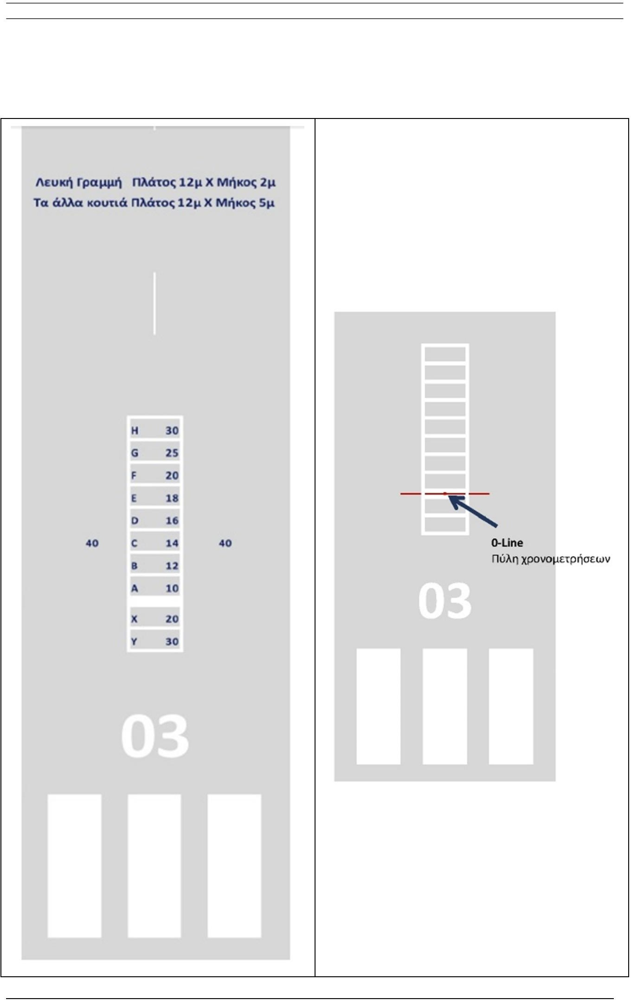 Λευκή Γραμμή Πλάτος 12μ Χ Μήκος 2μ
Τα άλλα κουτιά Πλάτος 12μ Χ Μήκος 5μ
H 30
G 25
F 20
E 18
D 16
40 C 14 40
B 12
A 10
X 20
Y 30
03
0-Line
Πύλη χρονομετρήσεων
03